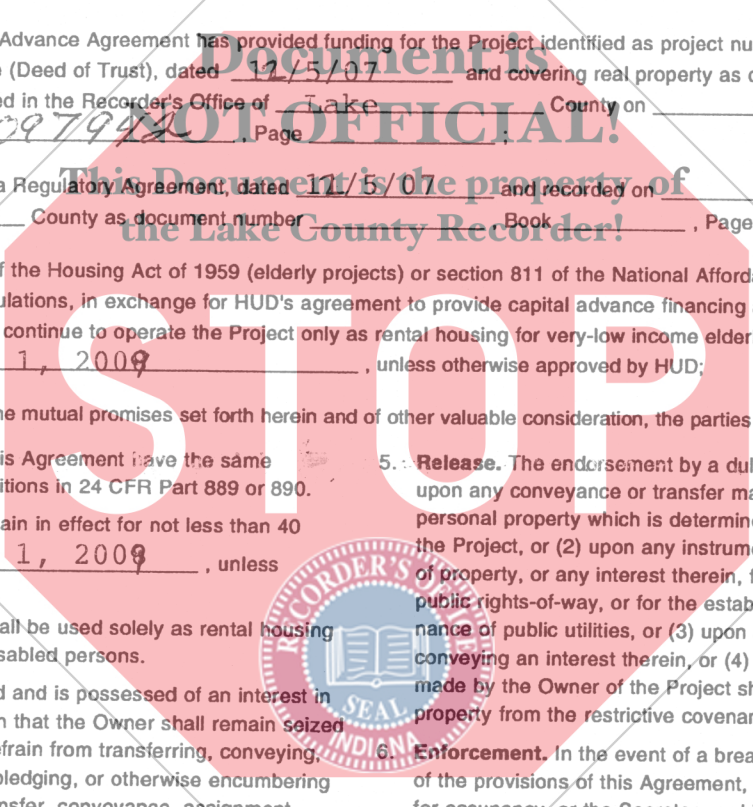 Advance Agreement has provided funding for the Project identified as project nu
(Deed of Trust), dated 12/5/07 and covering real property as
ed in the Recorder's Office of Lake County on
, Page ;
a Regulatory Agreement, dated 12/5/07 and recorded on
County as document number , Book , Page
f the Housing Act of 1959 (elderly projects) or section 811 of the National Afforda
ulations, in exchange for HUD's agreement to provide capital advance financing
continue to operate the Project only as rental housing for very-low income elder
1, 2009 , unless otherwise approved by HUD;
he mutual promises set forth herein and of other valuable consideration, the parties
is Agreement have the same
itions in 24 CFR Part 889 or 890.
ain in effect for not less than 40
1, 2009 , unless
all be used solely as rental housing
sabled persons.
d and is possessed of an interest in
n that the Owner shall remain seized
efrain from transferring, conveying,
oledging, or otherwise encumbering
nsfer, conveyance, assignment
5. Release. The endorsement by a dul
upon any conveyance or transfer ma
personal property which is determine
the Project, or (2) upon any instrume
of property, or any interest therein, f
public rights-of-way, or for the estab
nance of public utilities, or (3) upon
conveying an interest therein, or (4)
made by the Owner of the Project sh
property from the restrictive covenan
6. Enforcement. In the event of a brea
of the provisions of this Agreement,
Document is
NOT OFFICIAL!
This Document is the property of
the Lake County Recorder!
STOP
RECORDER'S
SEAL
INDIANA